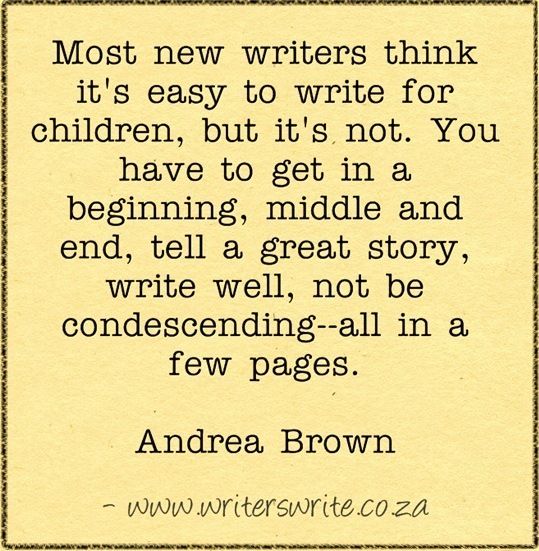 Most new writers think
it's easy to write for
children, but it's not. You
have to get in a
beginning, middle and
end, tell a great story,
write well, not be
condescending--all in a
few pages.
Andrea Brown
- www.writerswrite.co.za